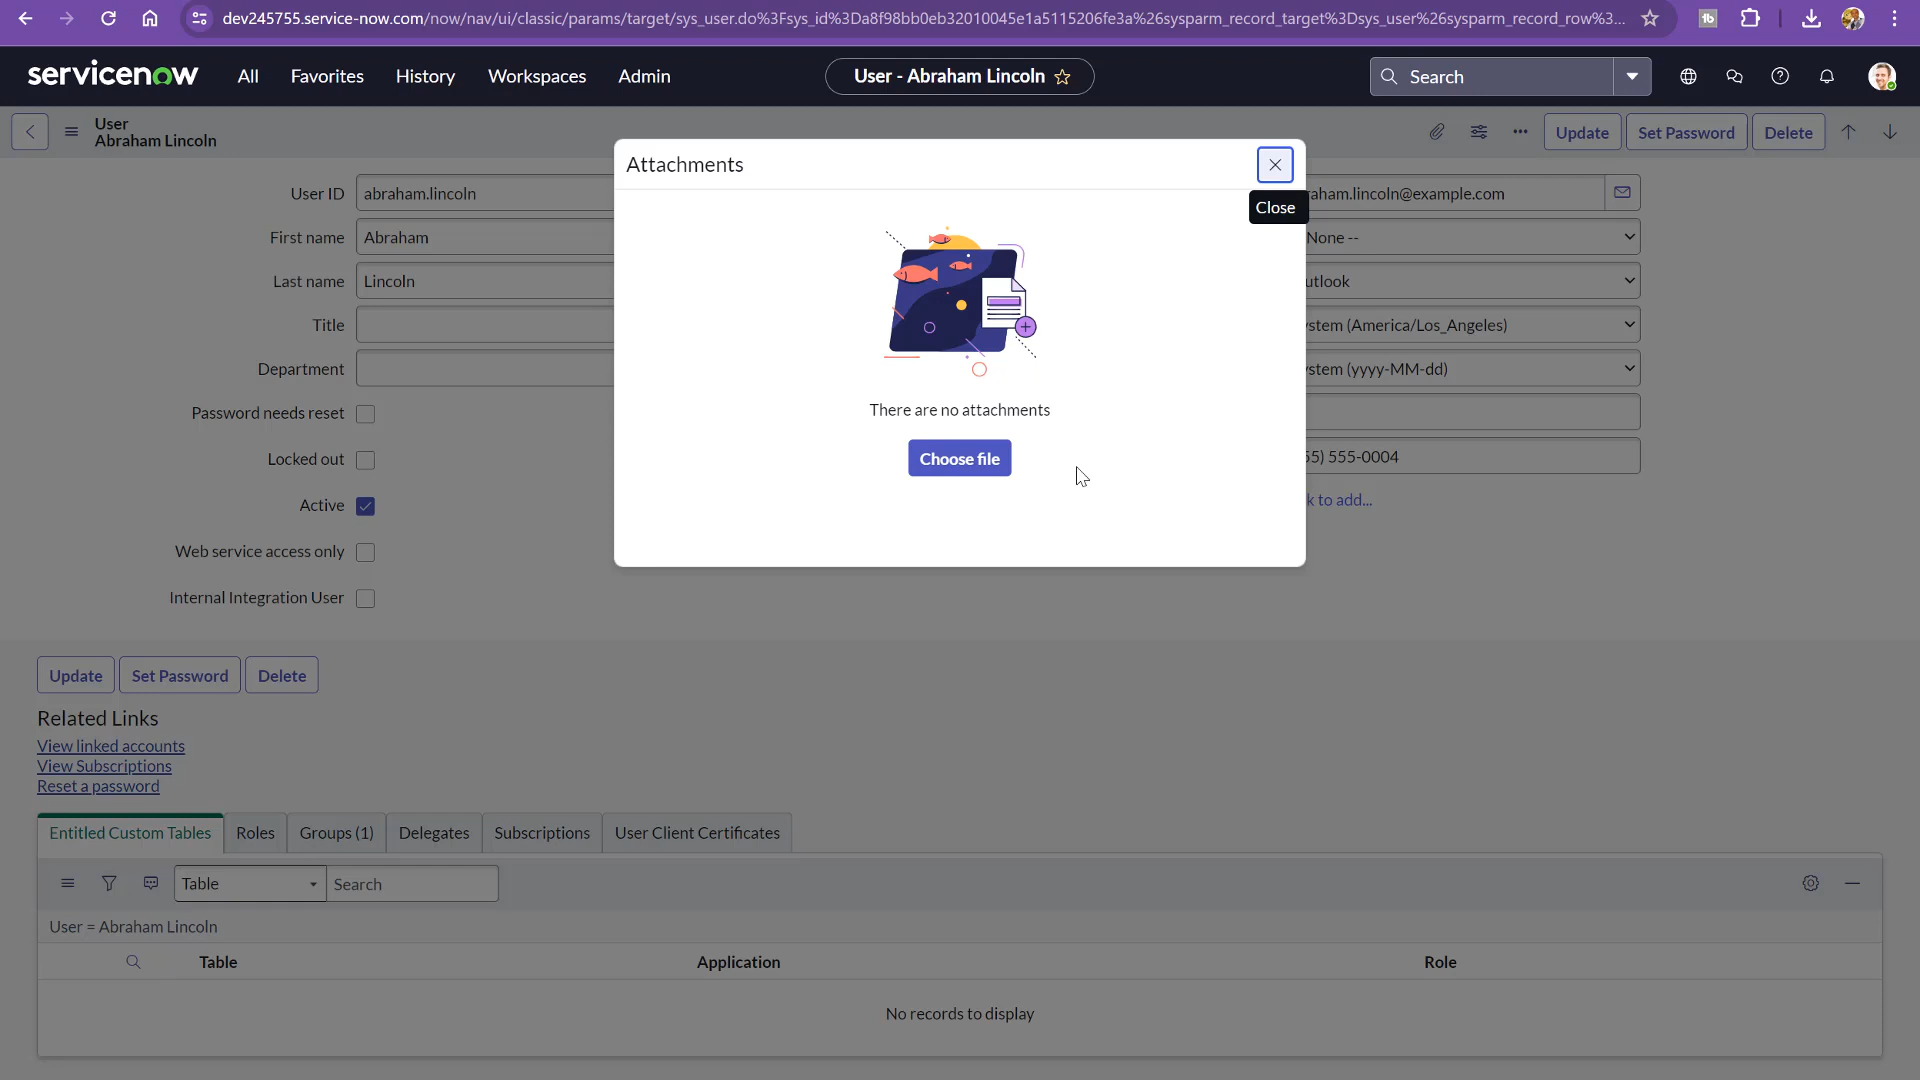 dev245755.service-now.com/now/nav/ui/classic/params/target/sys_user.do%3Fsys_id%3Da8f98bb0eb32010045e1a5115206fe3a%26sysparm_record_target%3Dsys_user%26sysparm_record_row%3...
servicenow All Favorites History Workspaces Admin User - Abraham Lincoln Search
User
Abraham Lincoln
Update Set Password Delete
Attachments
Close
User ID abraham.lincoln raham.lincoln@example.com
First name Abraham None --
Last name Lincoln utlook
Title stem (America/Los_Angeles)
Department stem (yyyy-MM-dd)
There are no attachments
Password needs reset
Choose file
Locked out 55) 555-0004
Active k to add...
Web service access only
Internal Integration User
Update Set Password Delete
Related Links
View linked accounts
View Subscriptions
Reset a password
Entitled Custom Tables Roles Groups (1) Delegates Subscriptions User Client Certificates
Table Search
User = Abraham Lincoln
Table Application Role
No records to display